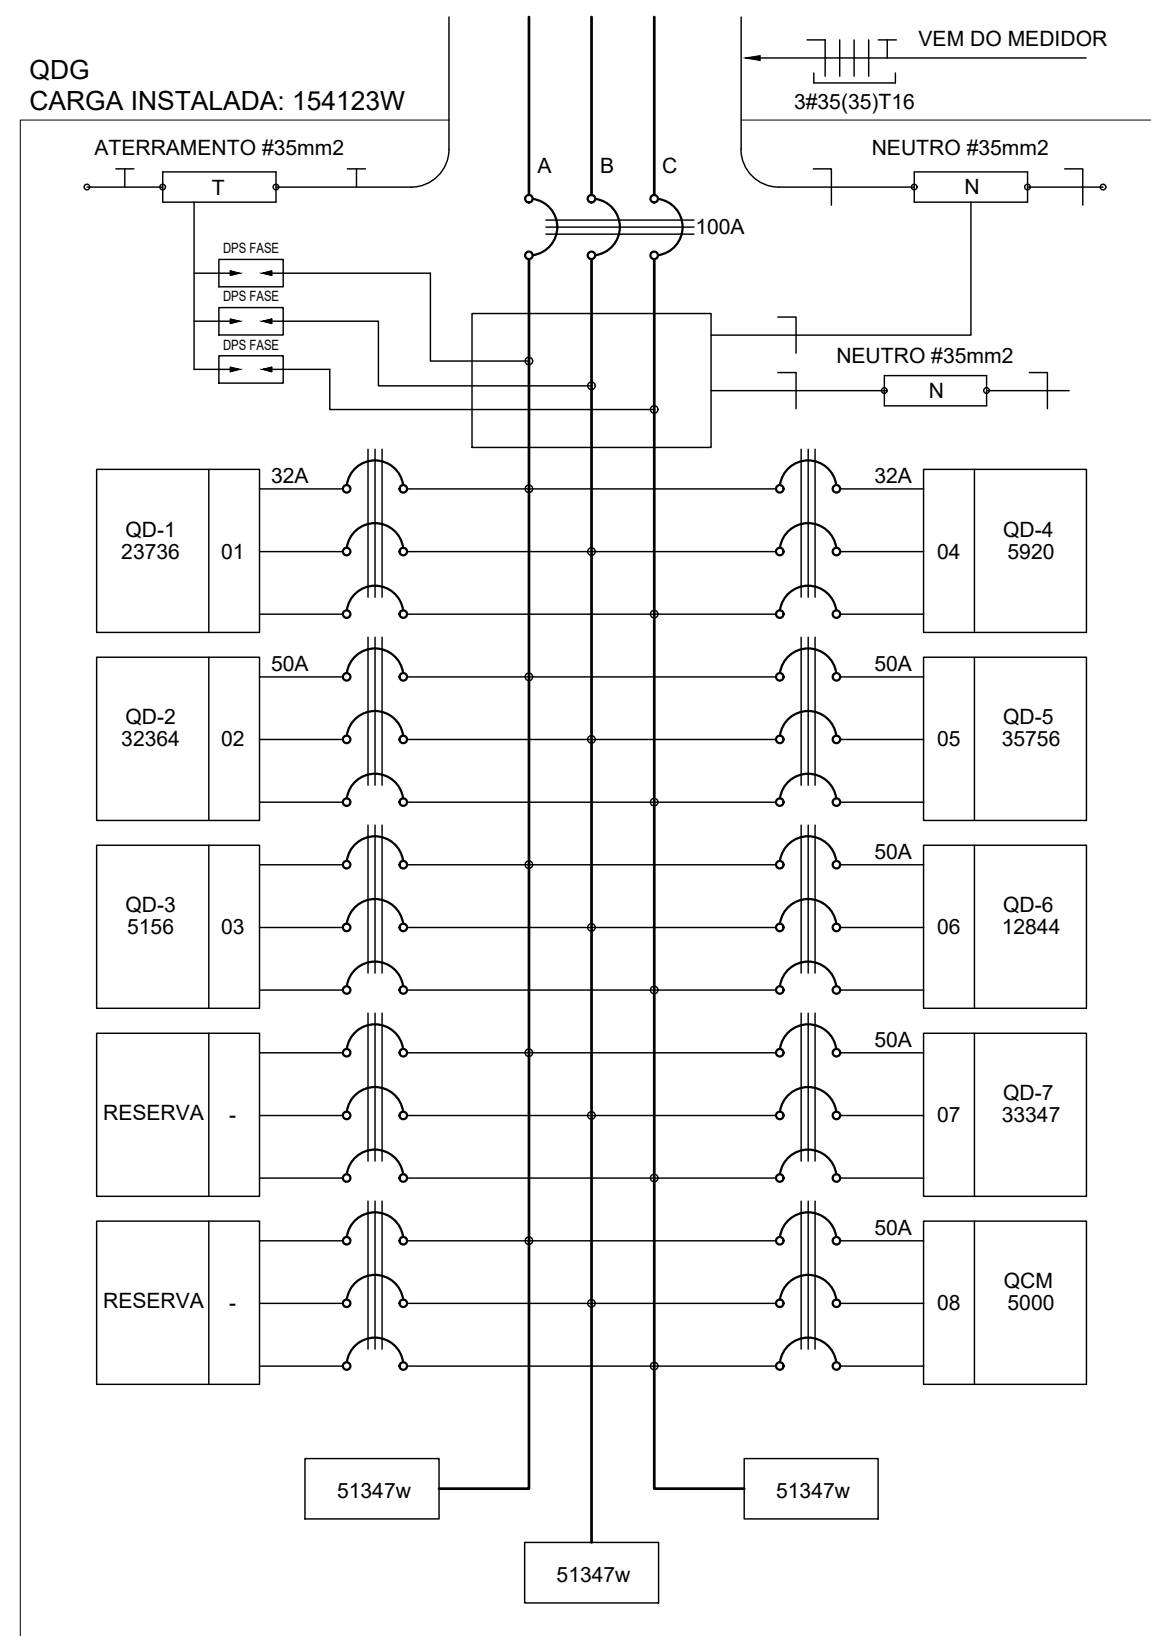 VEM DO MEDIDOR
QDG
CARGA INSTALADA: 154123W
3#35(35)T16
ATERRAMENTO #35mm2
NEUTRO #35mm2
A
B
C
T
N
100A
DPS FASE
DPS FASE
DPS FASE
NEUTRO #35mm2
N
32A
32A
QD-1
23736
01
04
QD-4
5920
50A
50A
QD-2
32364
02
05
QD-5
35756
50A
QD-3
5156
03
06
QD-6
12844
50A
RESERVA
-
07
QD-7
33347
50A
RESERVA
-
08
QCM
5000
51347w
51347w
51347w